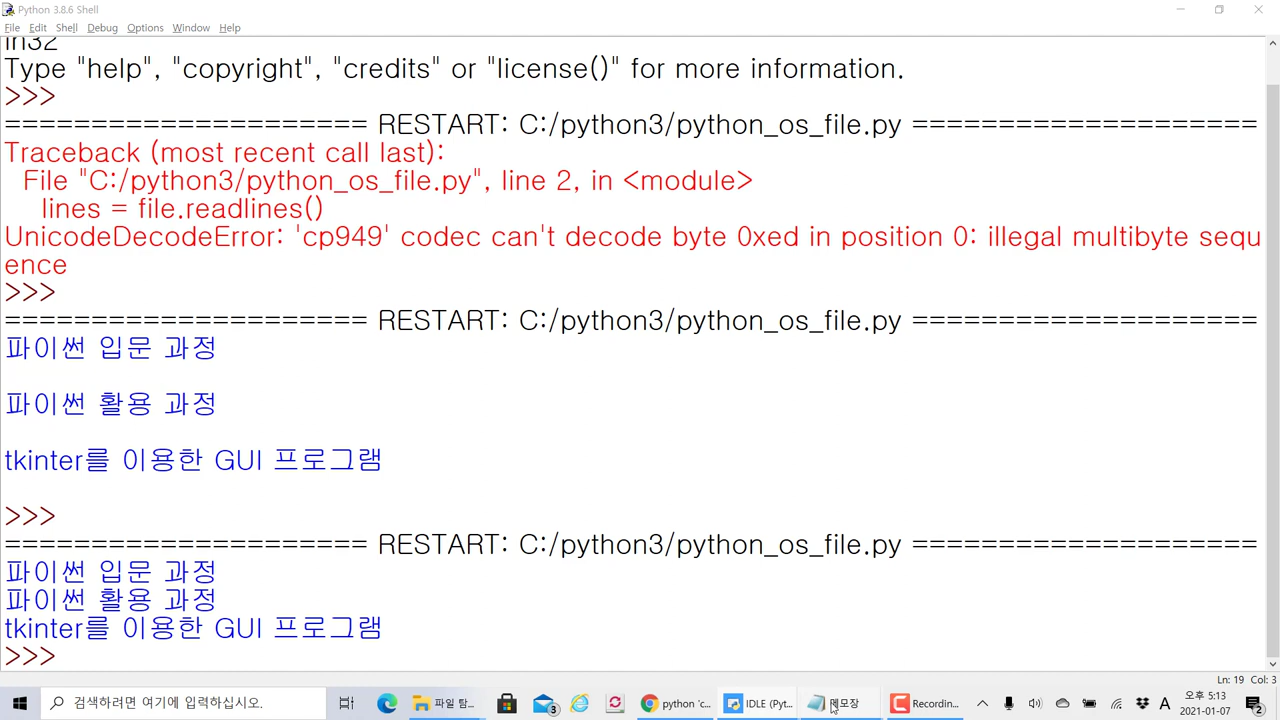 Python 3.8.6 Shell
File Edit Shell Debug Options Window Help
in32
Type "help", "copyright", "credits" or "license()" for more information.
>>>
===================== RESTART: C:/python3/python_os_file.py ====================
Traceback (most recent call last):
File "C:/python3/python_os_file.py", line 2, in <module>
lines = file.readlines()
UnicodeDecodeError: 'cp949' codec can't decode byte 0xed in position 0: illegal multibyte sequ
ence
>>>
===================== RESTART: C:/python3/python_os_file.py ====================
파이썬 입문 과정
파이썬 활용 과정
tkinter를 이용한 GUI 프로그램
>>>
===================== RESTART: C:/python3/python_os_file.py ====================
파이썬 입문 과정
파이썬 활용 과정
tkinter를 이용한 GUI 프로그램
>>>
Ln: 19 Col: 3
검색하려면 여기에 입력하십시오.
3
파일 탐...
python 'c...
IDLE (Pyt...
메모장
Recordin...
A
오후 5:13
2021-01-07
2